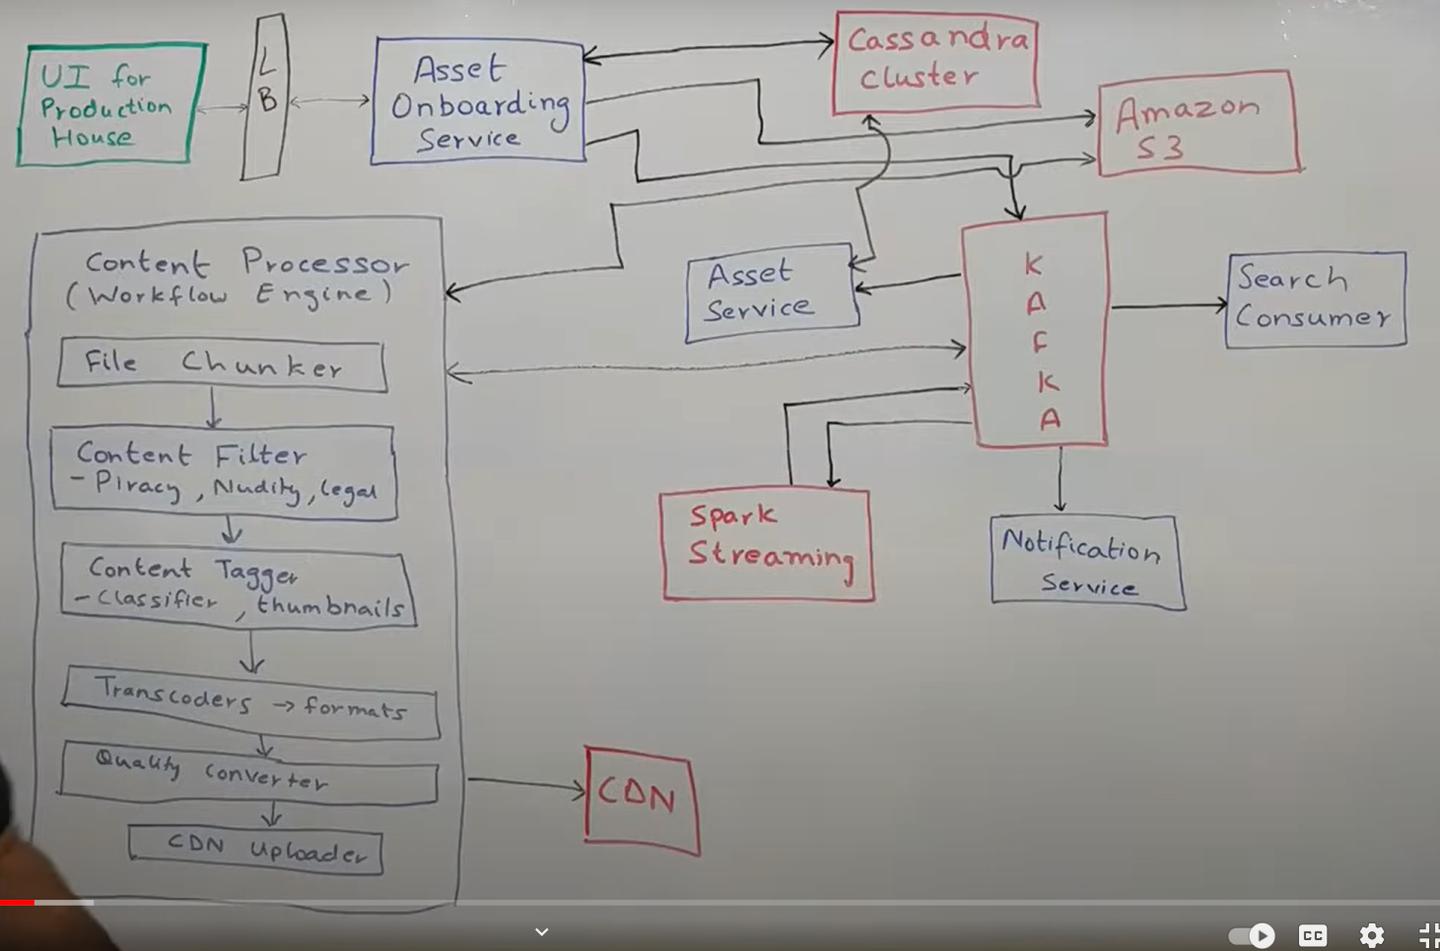 UI for
Production
House
L
B
Asset
Onboarding
Service
Cassandra
Cluster
Amazon
S3
Content Processor
(Workflow Engine)
File Chunker
Content Filter
- Piracy, Nudity, legal
Content Tagger
- Classifier, thumbnails
Transcoders → formats
Quality Converter
CDN Uploader
Asset
Service
K
A
F
K
A
Search
Consumer
Spark
Streaming
Notification
Service
CDN
CC